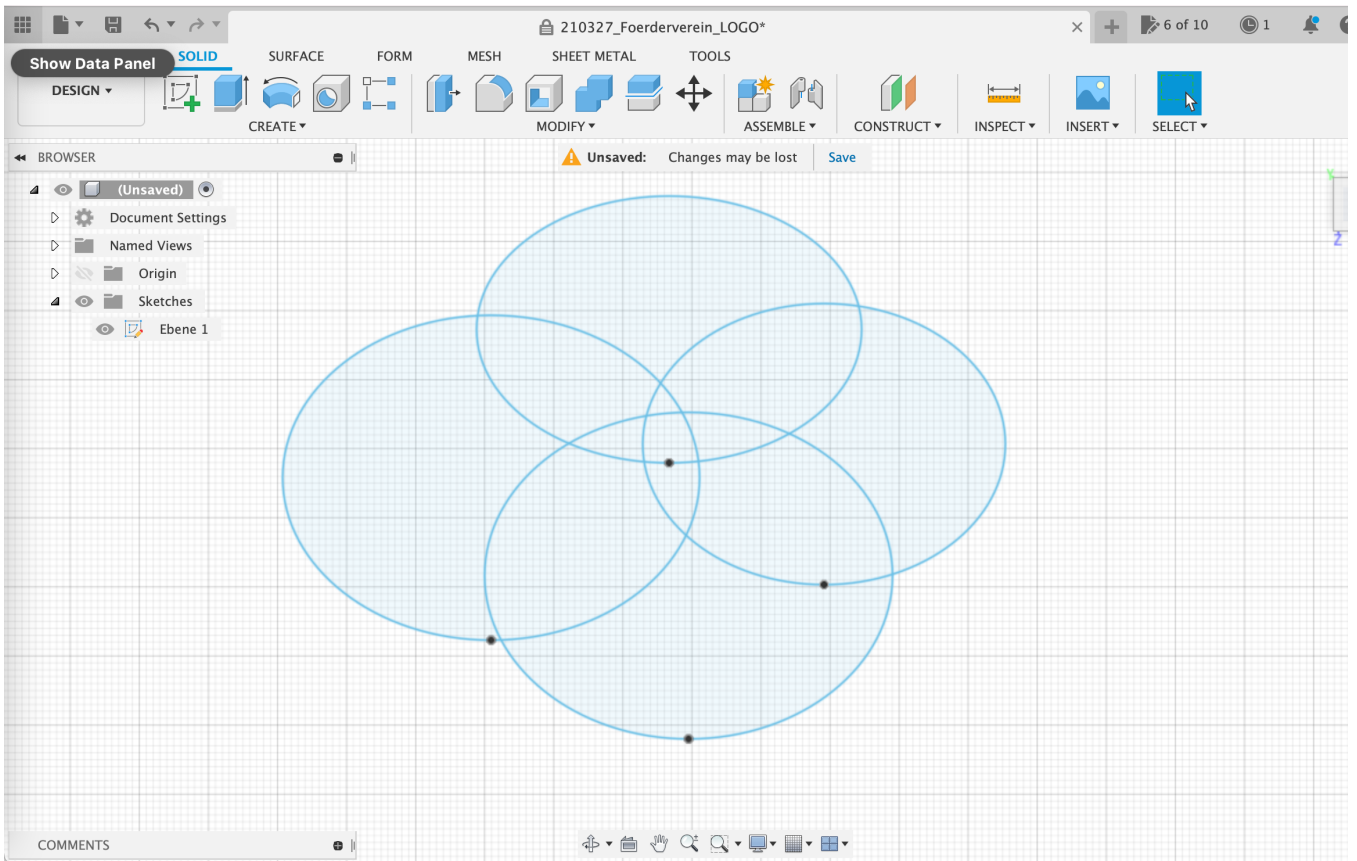 210327_Foerderverein_LOGO*
6 of 10
1
Show Data Panel
SOLID
SURFACE
FORM
MESH
SHEET METAL
TOOLS
DESIGN
CREATE
MODIFY
ASSEMBLE
CONSTRUCT
INSPECT
INSERT
SELECT
BROWSER
Unsaved: Changes may be lost
Save
(Unsaved)
Document Settings
Named Views
Origin
Sketches
Ebene 1
Y
Z
COMMENTS